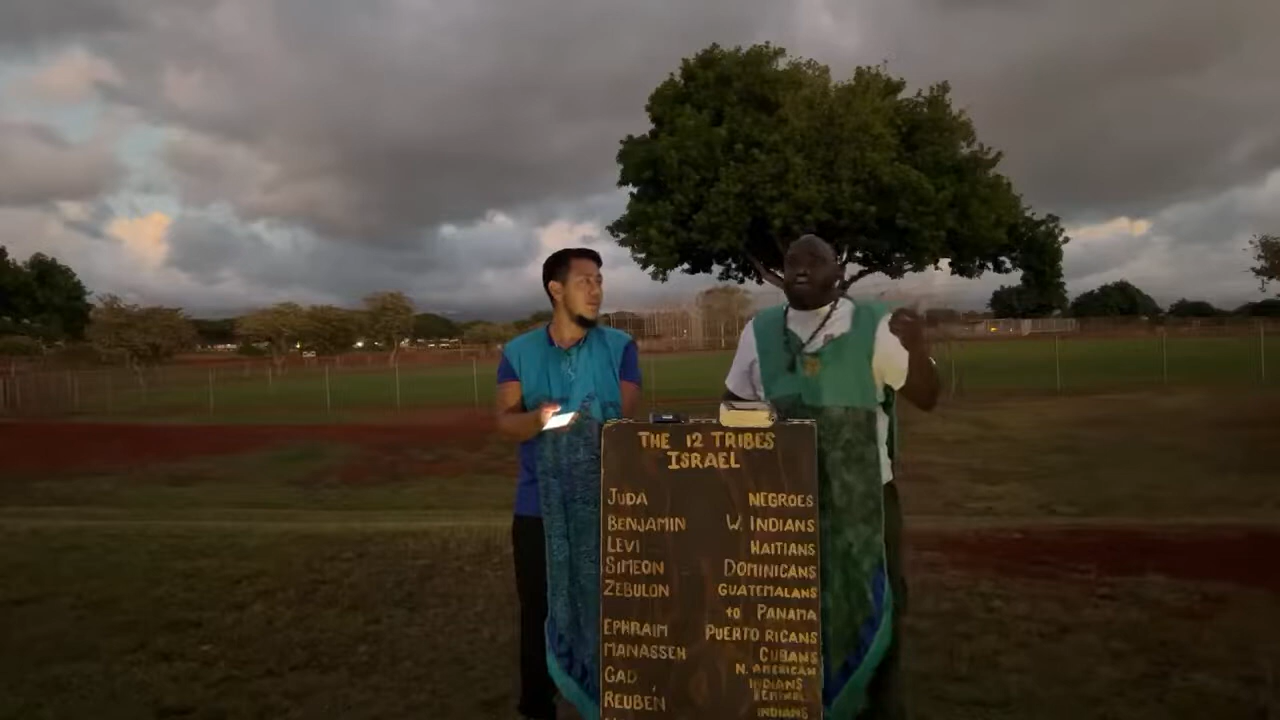 THE 12 TRIBES
ISRAEL
JUDA NEGROES
BENJAMIN W. INDIANS
LEVI HAITIANS
SIMEON DOMINICANS
ZEBULON GUATEMALANS
to PANAMA
EPHRAIM PUERTO RICANS
MANASSEH CUBANS
GAD N. AMERICAN
INDIANS
REUBEN
INDIANS